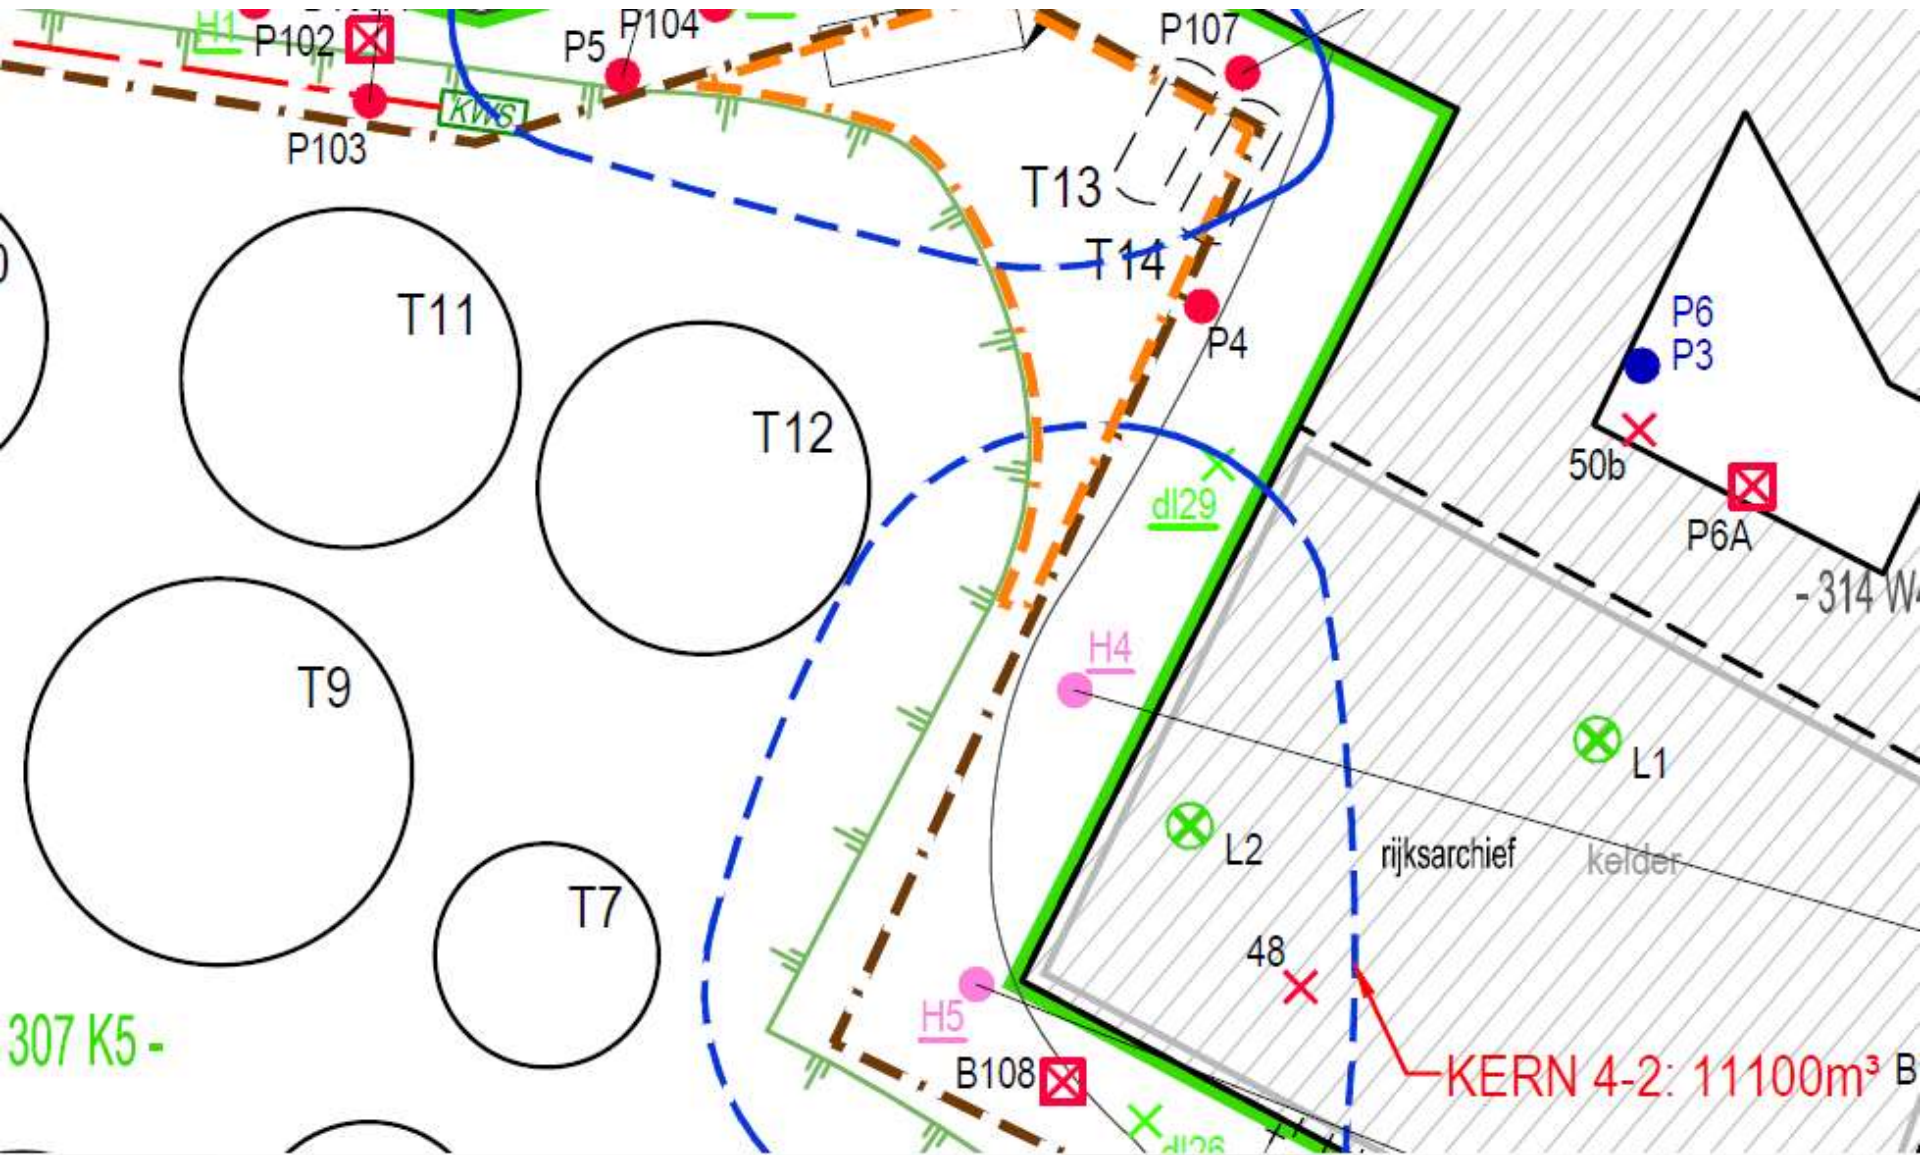 H1
P102
P5
P104
P107
KWS
P103
T13
T14
P4
T11
T12
P6
P3
50b
P6A
dl29
- 314 W
H4
T9
L1
L2
rijksarchief
kelder
T7
48
H5
307 K5 -
B108
KERN 4-2: 11100m³
B
dl26